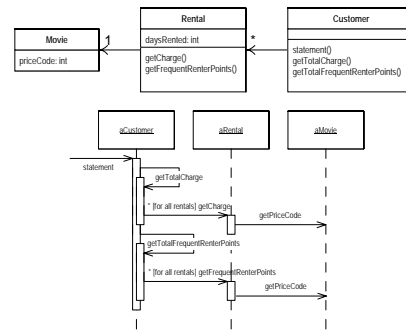 Rental
Customer
Movie
priceCode: int
1
daysRented: int
getCharge()
getFrequentRenterPoints()
*
statement()
getTotalCharge()
getTotalFrequentRenterPoints()
aCustomer
aRental
aMovie
statement
getTotalCharge
* [for all rentals] getCharge
getPriceCode
getTotalFrequentRenterPoints
* [for all rentals] getFrequentRenterPoints
getPriceCode